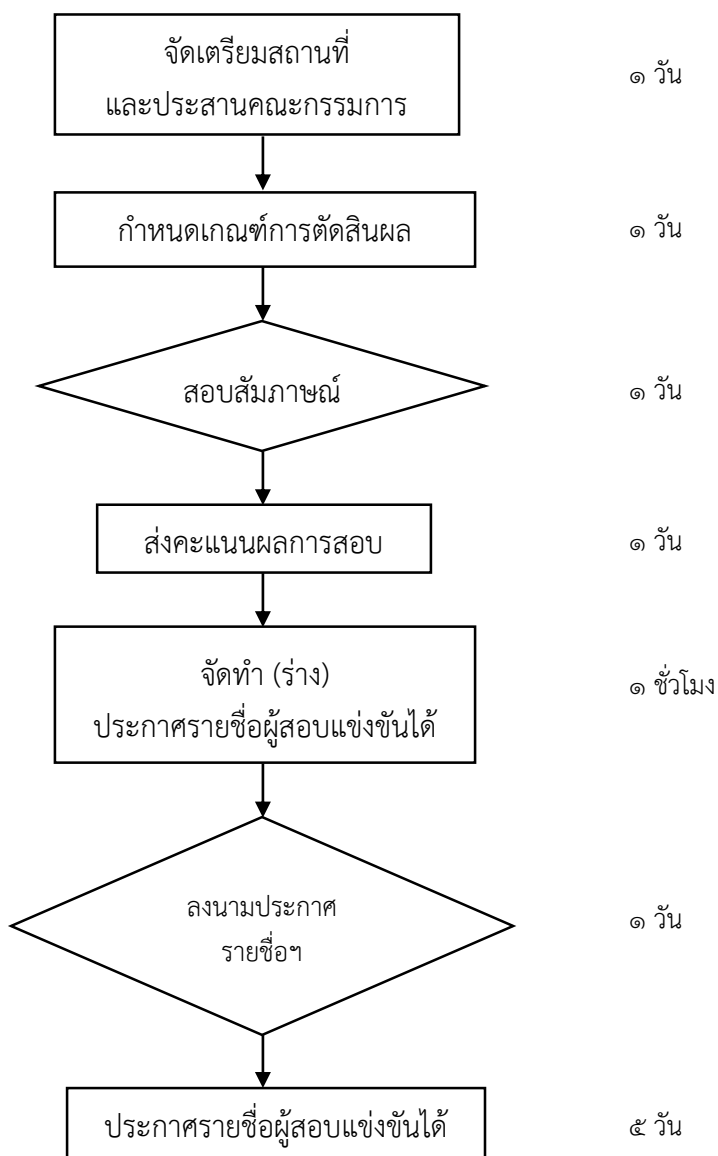 จัดเตรียมสถานที่
และประสานคณะกรรมการ
๑ วัน
กำหนดเกณฑ์การตัดสินผล
๑ วัน
สอบสัมภาษณ์
๑ วัน
ส่งคะแนนผลการสอบ
๑ วัน
จัดทำ (ร่าง)
ประกาศรายชื่อผู้สอบแข่งขันได้
๑ ชั่วโมง
ลงนามประกาศ
รายชื่อฯ
๑ วัน
ประกาศรายชื่อผู้สอบแข่งขันได้
๕ วัน